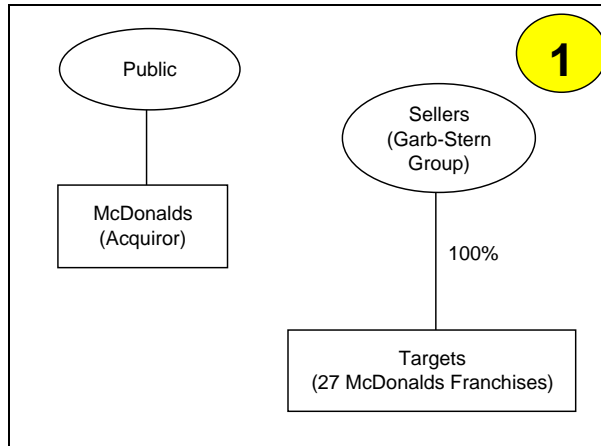 Public
1
Sellers
(Garb-Stern
Group)
McDonalds
(Acquiror)
100%
Targets
(27 McDonalds Franchises)